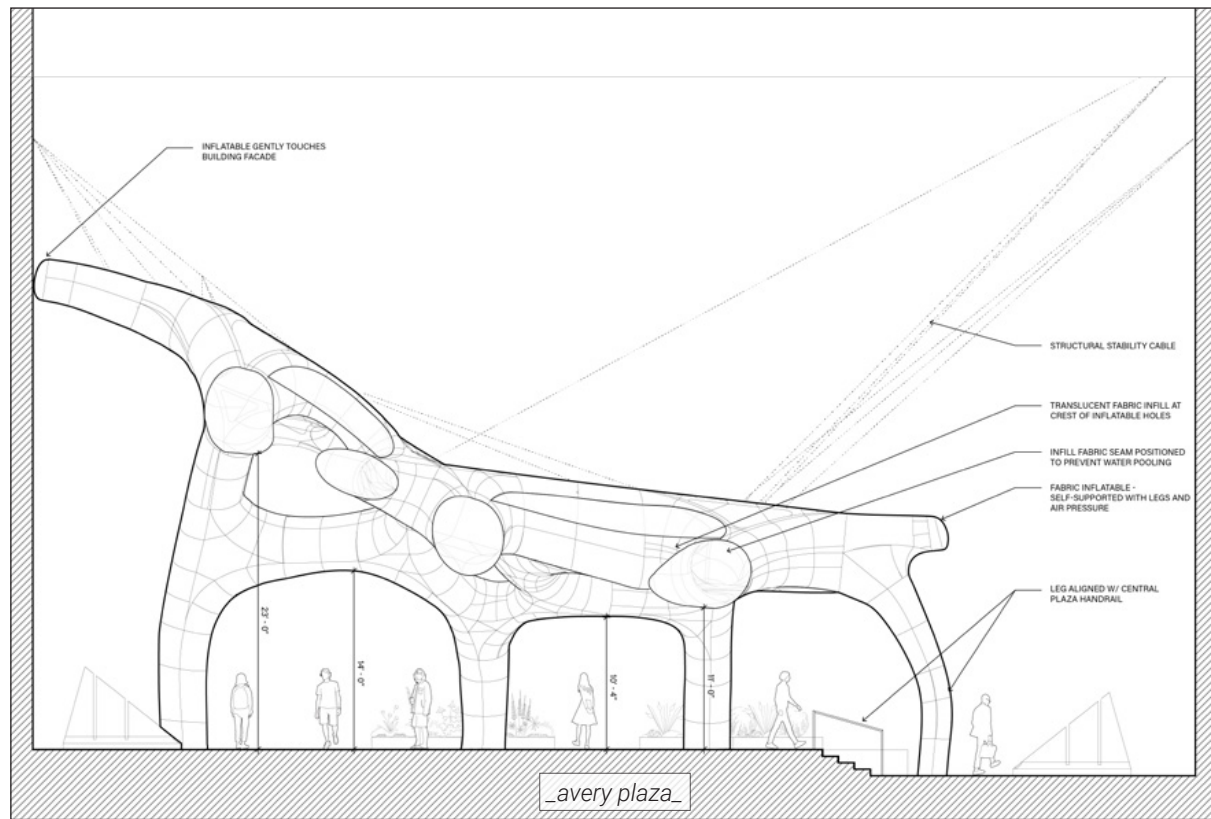 INFLATABLE GENTLY TOUCHES
BUILDING FACADE
STRUCTURAL STABILITY CABLE
TRANSLUCENT FABRIC INFILL AT
CREST OF INFLATABLE HOLES
INFILL FABRIC SEAM POSITIONED
TO PREVENT WATER POOLING
FABRIC INFLATABLE -
SELF-SUPPORTED WITH LEGS AND
AIR PRESSURE
LEG ALIGNED W/ CENTRAL
PLAZA HANDRAIL
23' - 0"
14' - 0"
10' - 4"
11' - 0"
_avery plaza_